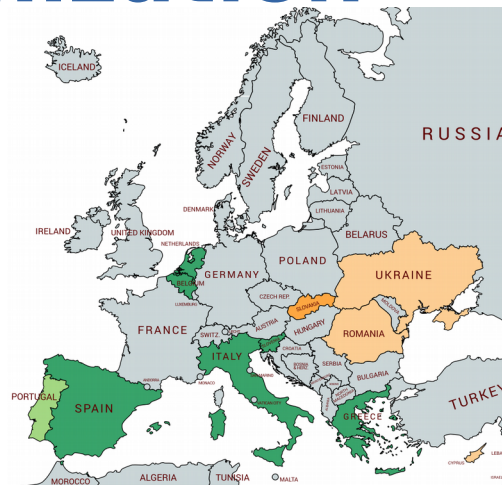 ICELAND
FINLAND
RUSSIA
NORWAY
SWEDEN
ESTONIA
LATVIA
DENMARK
LITHUANIA
IRELAND
UNITED KINGDOM
BELARUS
NETHERLANDS
POLAND
GERMANY
BELGIUM
UKRAINE
CZECH REP.
LUXEMBURG
SLOVAKIA
MOLDOVA
FRANCE
AUSTRIA
HUNGARY
ROMANIA
SWITZ.
CROATIA
ITALY
SERBIA
BULGARIA
MONACO
PORTUGAL
SPAIN
TURKEY
GREECE
CYPRUS
MALTA
MOROCCO
ALGERIA
TUNISIA